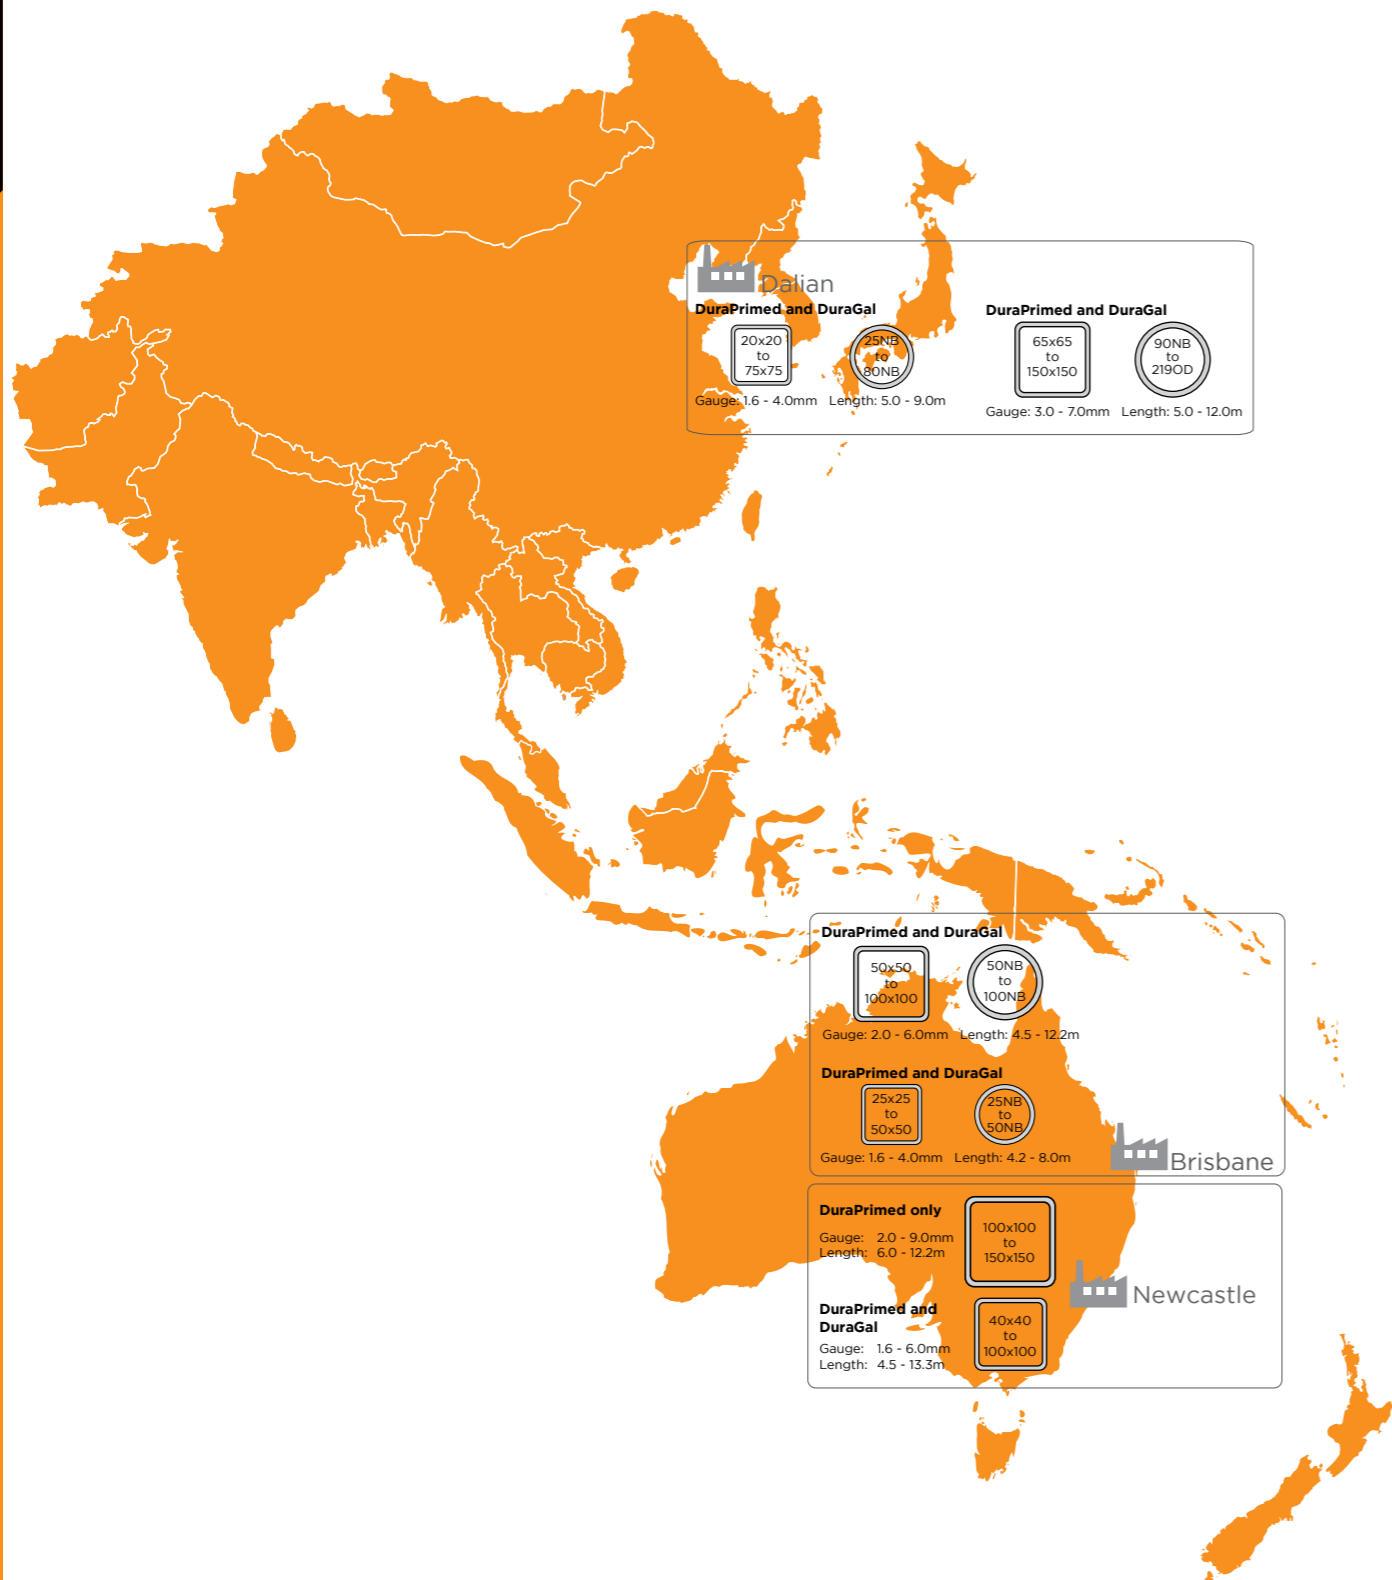 Dalian
DuraPrimed and DuraGal
20x20
to
75x75
25NB
to
80NB
Gauge: 1.6 - 4.0mm Length: 5.0 - 9.0m
DuraPrimed and DuraGal
65x65
to
150x150
90NB
to
219OD
Gauge: 3.0 - 7.0mm Length: 5.0 - 12.0m
DuraPrimed and DuraGal
50x50
to
100x100
50NB
to
100NB
Gauge: 2.0 - 6.0mm Length: 4.5 - 12.2m
DuraPrimed and DuraGal
25x25
to
50x50
25NB
to
50NB
Gauge: 1.6 - 4.0mm Length: 4.2 - 8.0m
Brisbane
DuraPrimed only
Gauge: 2.0 - 9.0mm
Length: 6.0 - 12.2m
100x100
to
150x150
Newcastle
DuraPrimed and
DuraGal
Gauge: 1.6 - 6.0mm
Length: 4.5 - 13.3m
40x40
to
100x100